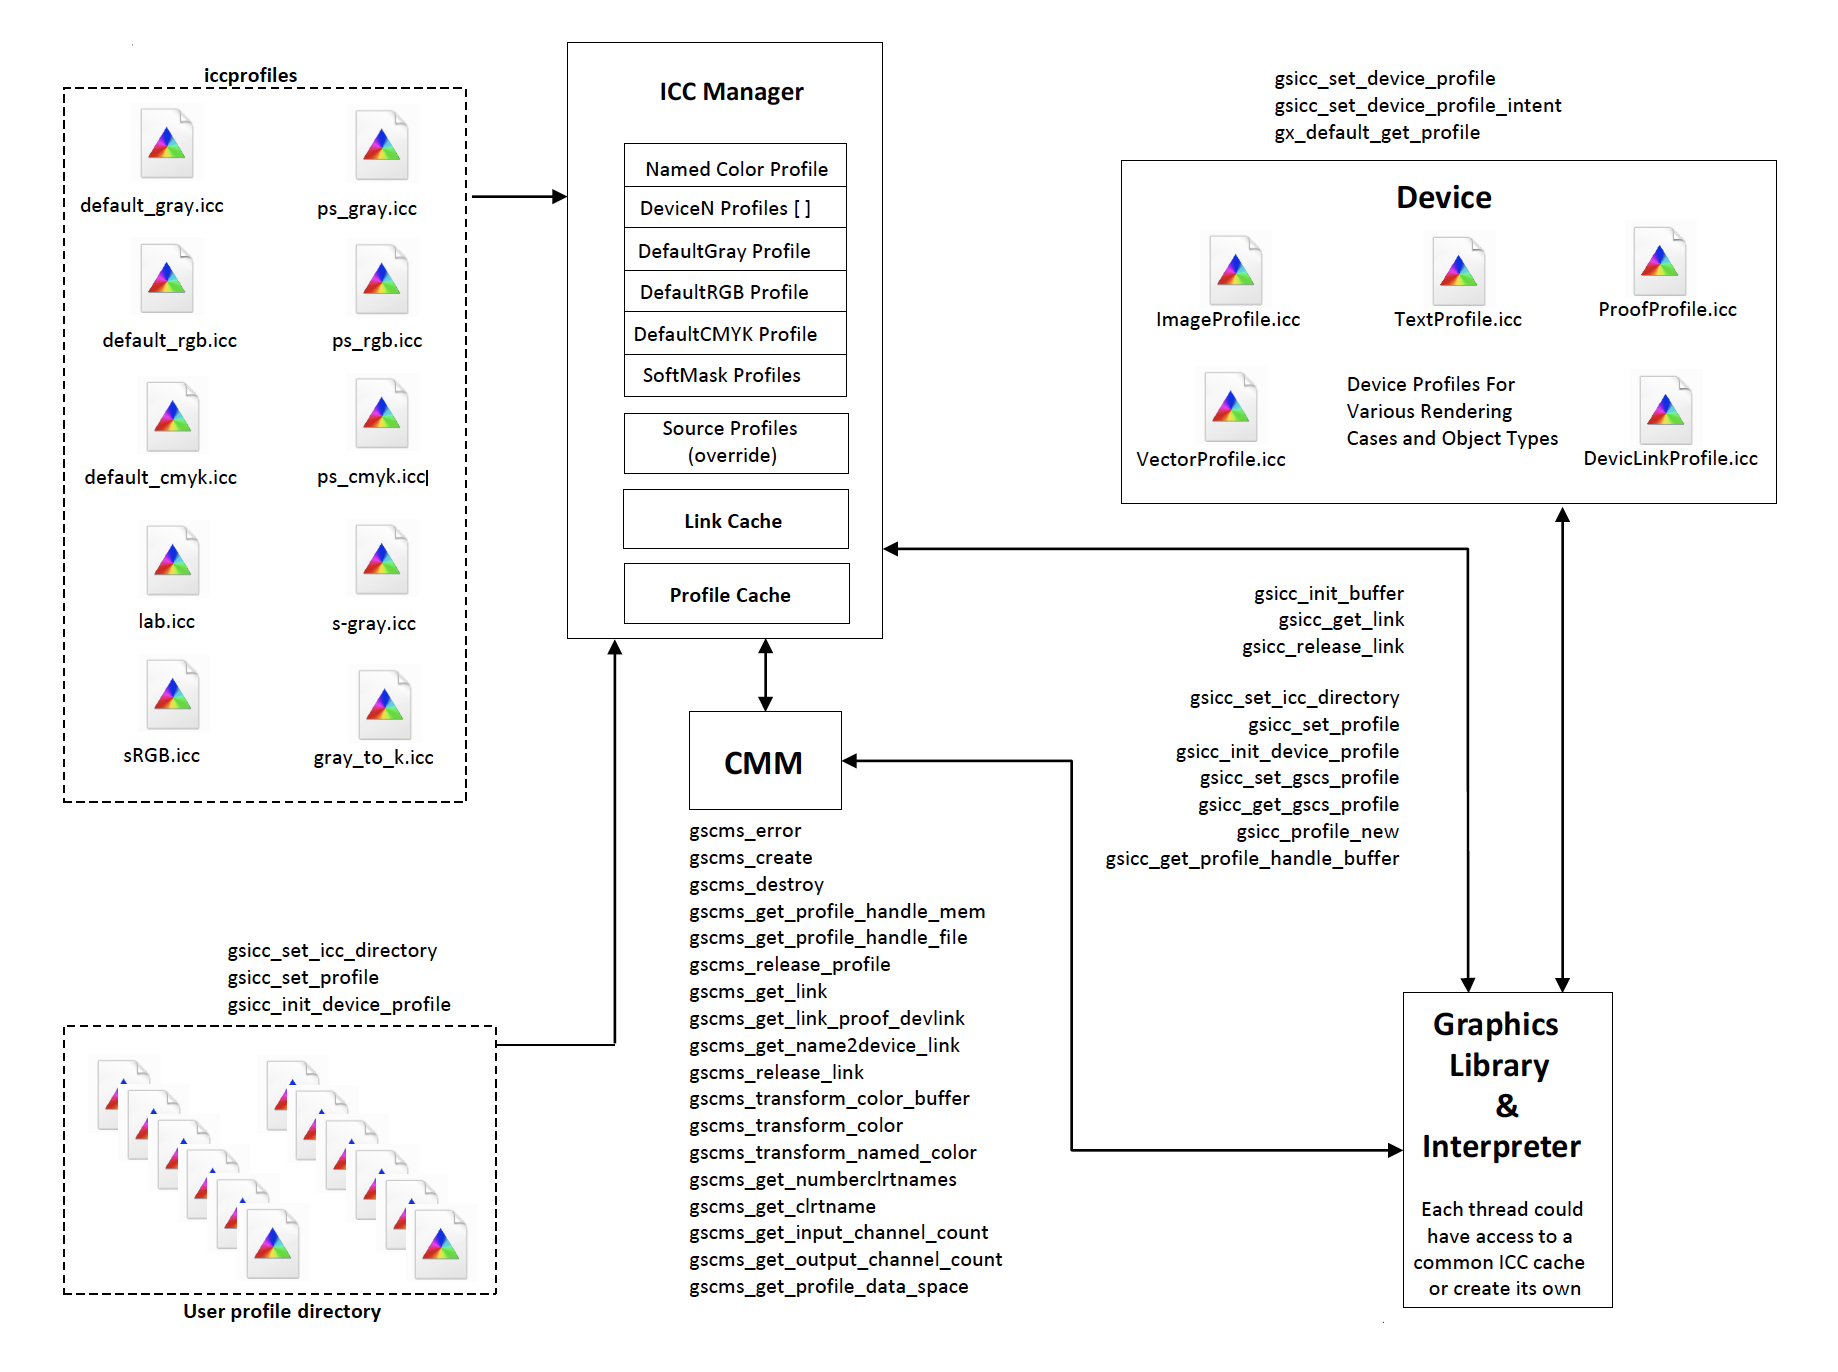 iccprofiles
default_gray.icc
ps_gray.icc
default_rgb.icc
ps_rgb.icc
default_cmyk.icc
ps_cmyk.icc
lab.icc
s-gray.icc
sRGB.icc
gray_to_k.icc
ICC Manager
Named Color Profile
DeviceN Profiles [ ]
DefaultGray Profile
DefaultRGB Profile
DefaultCMYK Profile
SoftMask Profiles
Source Profiles
(override)
Link Cache
Profile Cache
gsicc_set_device_profile
gsicc_set_device_profile_intent
gx_default_get_profile
Device
ImageProfile.icc
TextProfile.icc
ProofProfile.icc
VectorProfile.icc
Device Profiles For
Various Rendering
Cases and Object Types
DevicLinkProfile.icc
gsicc_init_buffer
gsicc_get_link
gsicc_release_link
gsicc_set_icc_directory
gsicc_set_profile
gsicc_init_device_profile
gsicc_set_gscs_profile
gsicc_get_gscs_profile
gsicc_profile_new
gsicc_get_profile_handle_buffer
CMM
gscms_error
gscms_create
gscms_destroy
gscms_get_profile_handle_mem
gscms_get_profile_handle_file
gscms_release_profile
gscms_get_link
gscms_get_link_proof_devlink
gscms_get_name2device_link
gscms_release_link
gscms_transform_color_buffer
gscms_transform_color
gscms_transform_named_color
gscms_get_numberclrtnames
gscms_get_clrtname
gscms_get_input_channel_count
gscms_get_output_channel_count
gscms_get_profile_data_space
gsicc_set_icc_directory
gsicc_set_profile
gsicc_init_device_profile
User profile directory
Graphics
Library
&
Interpreter
Each thread could
have access to a
common ICC cache
or create its own